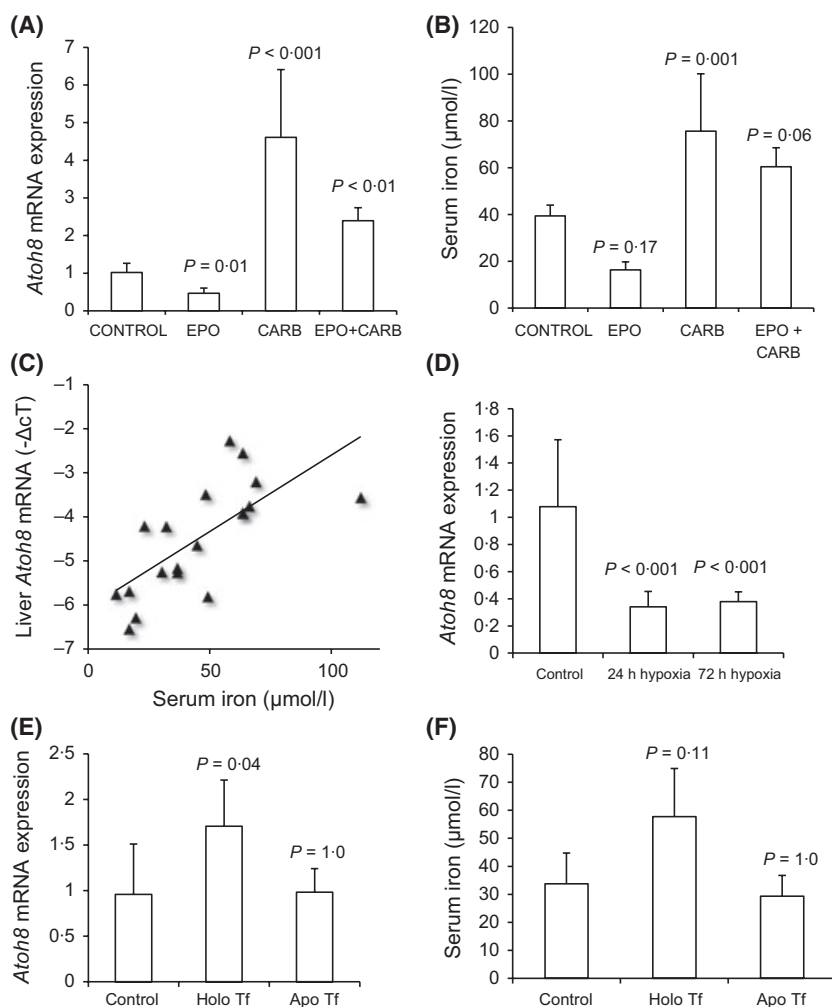 (A)
Atoh8 mRNA expression
7
6
5
4
3
2
1
0
P = 0·01
P < 0·001
P < 0·01
CONTROL EPO CARB EPO+CARB
(B)
Serum iron (µmol/l)
120
100
80
60
40
20
0
P = 0·17
P = 0·001
P = 0·06
CONTROL EPO CARB EPO +
CARB
(C)
Liver Atoh8 mRNA (-ΔcT)
–1
–2
–3
–4
–5
–6
–7
0 50 100
Serum iron (µmol/l)
(D)
Atoh8 mRNA expression
1·8
1·6
1·4
1·2
1
0·8
0·6
0·4
0·2
0
P < 0·001 P < 0·001
Control 24 h hypoxia 72 h hypoxia
(E)
Atoh8 mRNA expression
2·5
2
1·5
1
0·5
0
P = 0·04
P = 1·0
Control Holo Tf Apo Tf
(F)
Serum iron (µmol/l)
80
70
60
50
40
30
20
10
0
P = 0·11
P = 1·0
Control Holo Tf Apo Tf